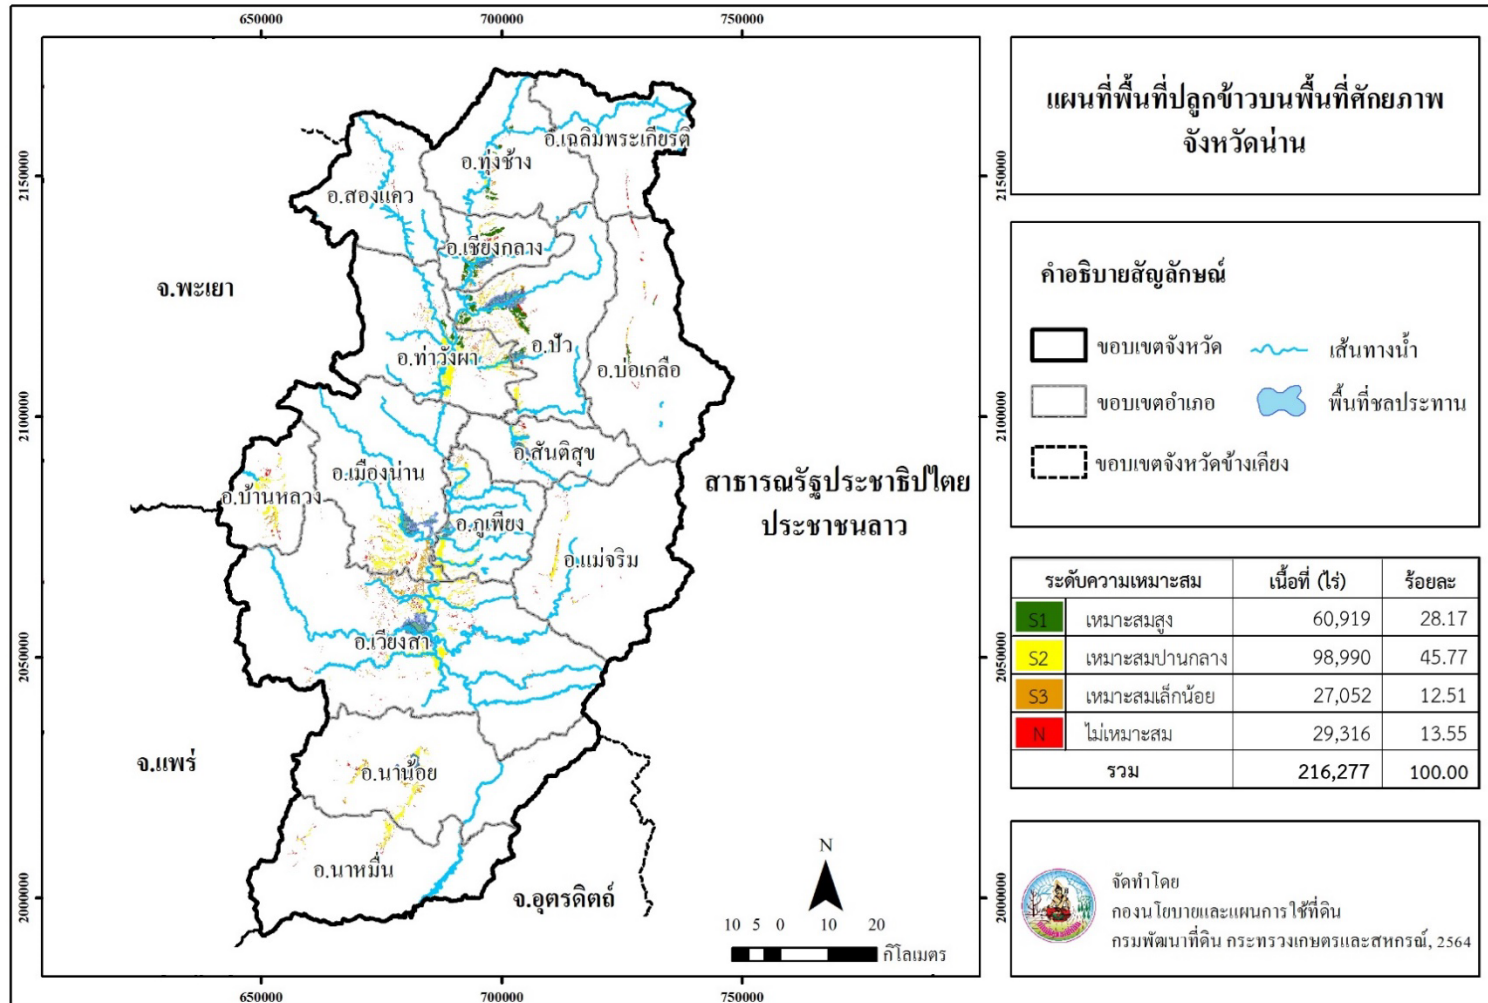 650000
700000
750000
2150000
2100000
2050000
2000000
2150000
2100000
2050000
2000000
650000
700000
750000
อ.เฉลิมพระเกียรติ
อ.ทุ่งช้าง
อ.สองแคว
อ.เชียงกลาง
จ.พะเยา
อ.ปัว
อ.ท่าวังผา
อ.บ่อเกลือ
อ.สันติสุข
อ.เมืองน่าน
อ.บ้านหลวง
อ.ภูเพียง
อ.แม่จริม
สาธารณรัฐประชาธิปไตย
ประชาชนลาว
อ.เวียงสา
จ.แพร่
อ.นาน้อย
อ.นาหมื่น
จ.อุตรดิตถ์
N
10 5 0 10 20
กิโลเมตร
แผนที่พื้นที่ปลูกข้าวบนพื้นที่ศักยภาพ
จังหวัดน่าน
คำอธิบายสัญลักษณ์
ขอบเขตจังหวัด เส้นทางน้ำ
ขอบเขตอำเภอ พื้นที่ชลประทาน
ขอบเขตจังหวัดข้างเคียง
ระดับความเหมาะสม เนื้อที่ (ไร่) ร้อยละ
S1 เหมาะสมสูง 60,919 28.17
S2 เหมาะสมปานกลาง 98,990 45.77
S3 เหมาะสมเล็กน้อย 27,052 12.51
N ไม่เหมาะสม 29,316 13.55
รวม 216,277 100.00
จัดทำโดย
กองนโยบายและแผนการใช้ที่ดิน
กรมพัฒนาที่ดิน กระทรวงเกษตรและสหกรณ์, 2564